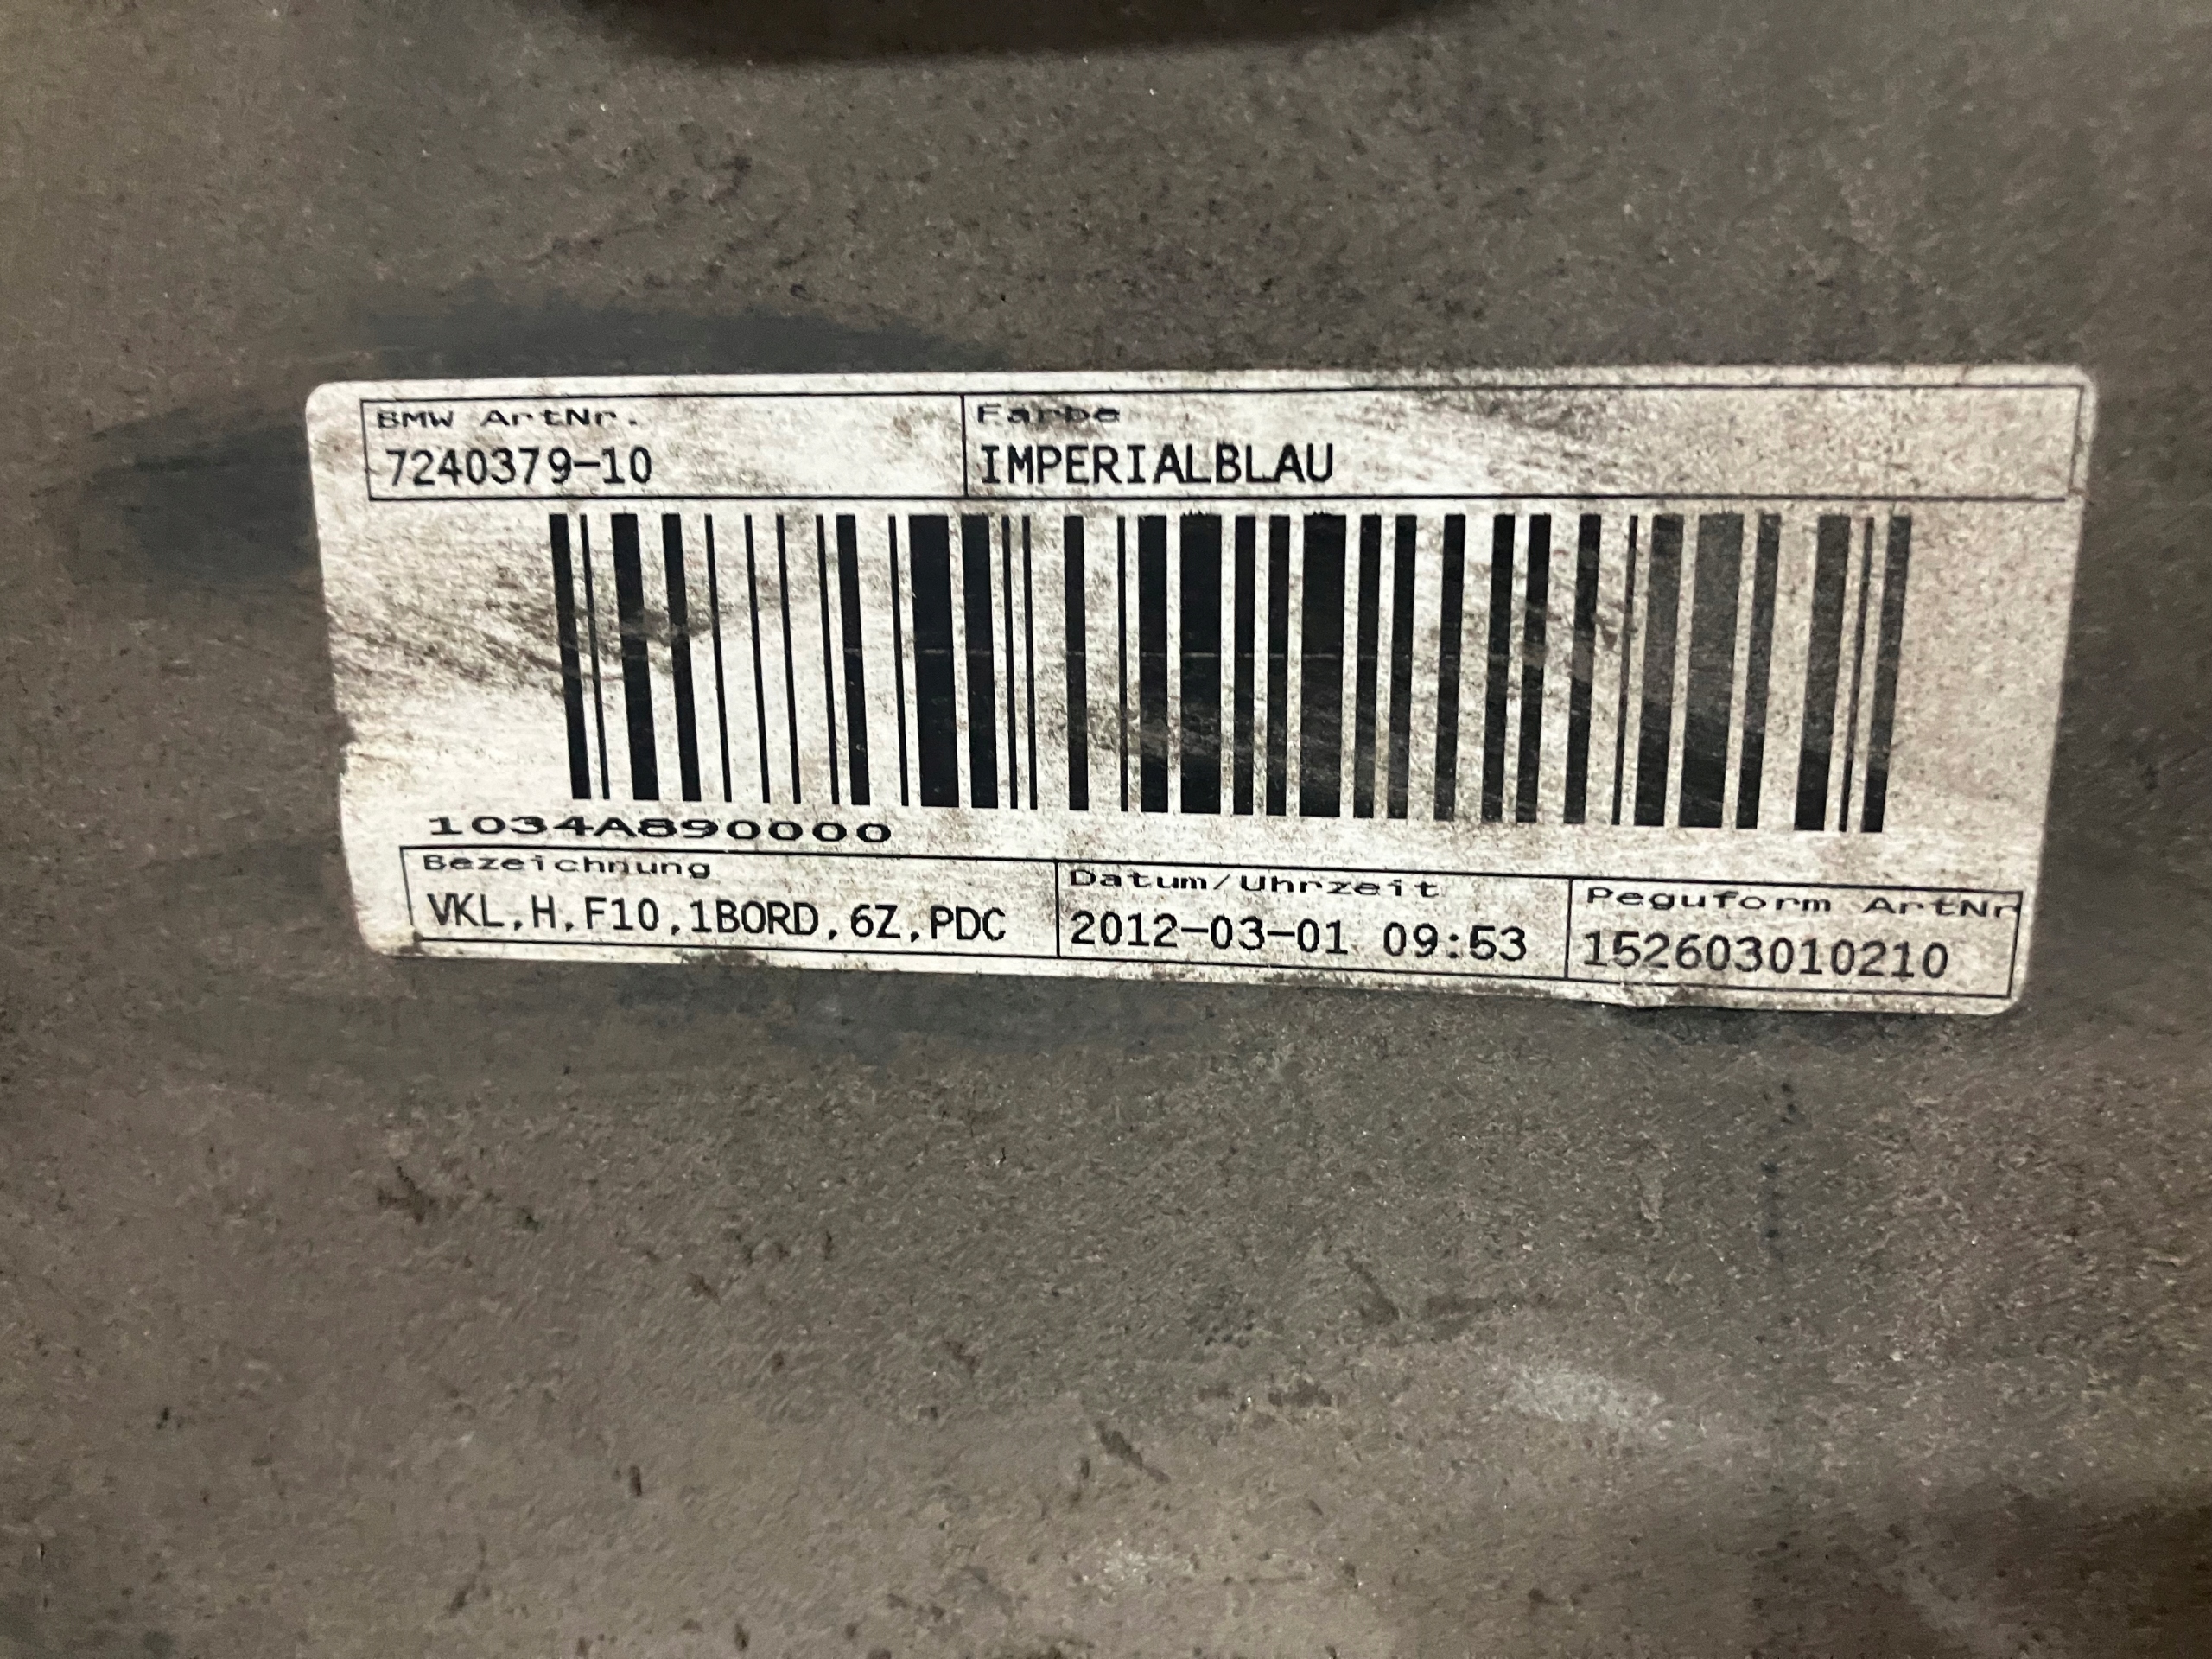 BMW ArtNr.
Farbe
7240379-10
IMPERIALBLAU
1034A890000
Bezeichnung
Datum/Uhrzeit
Peguform ArtNr
VKL,H,F10,1BORD,6Z,PDC
2012-03-01 09:53
152603010210